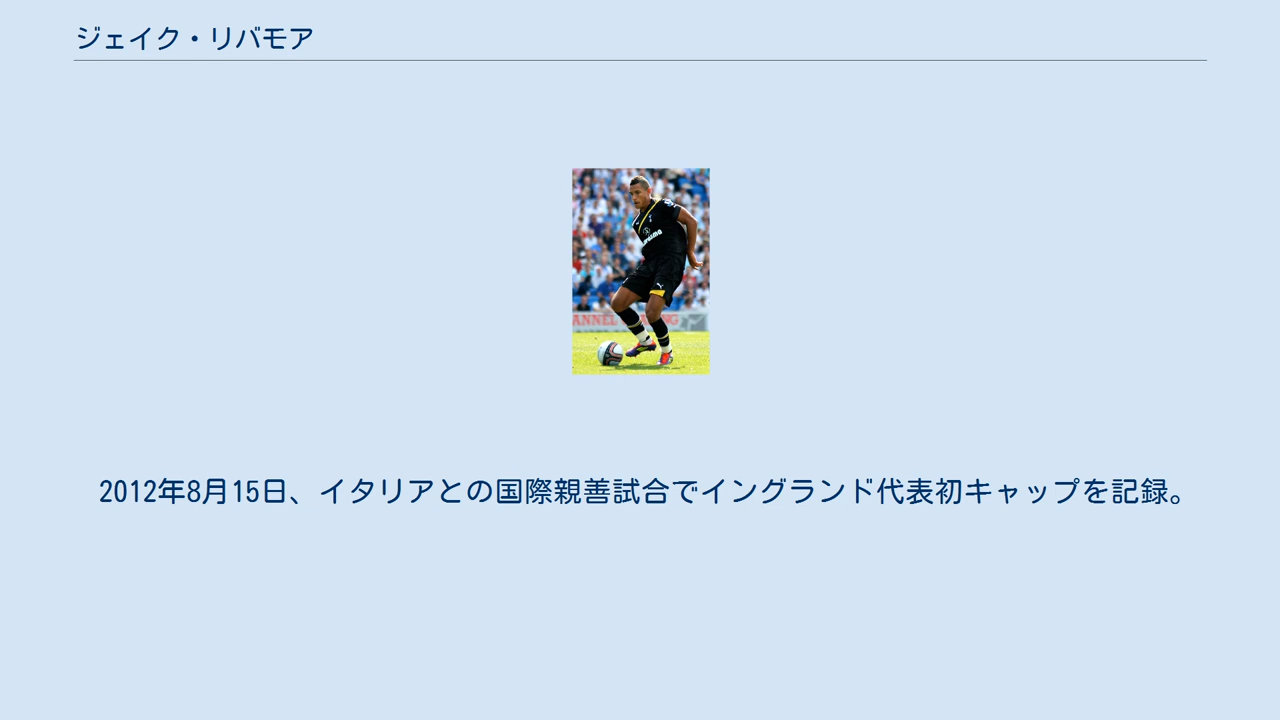 ジェイク・リバモア
2012年8月15日、イタリアとの国際親善試合でイングランド代表初キャップを記録。